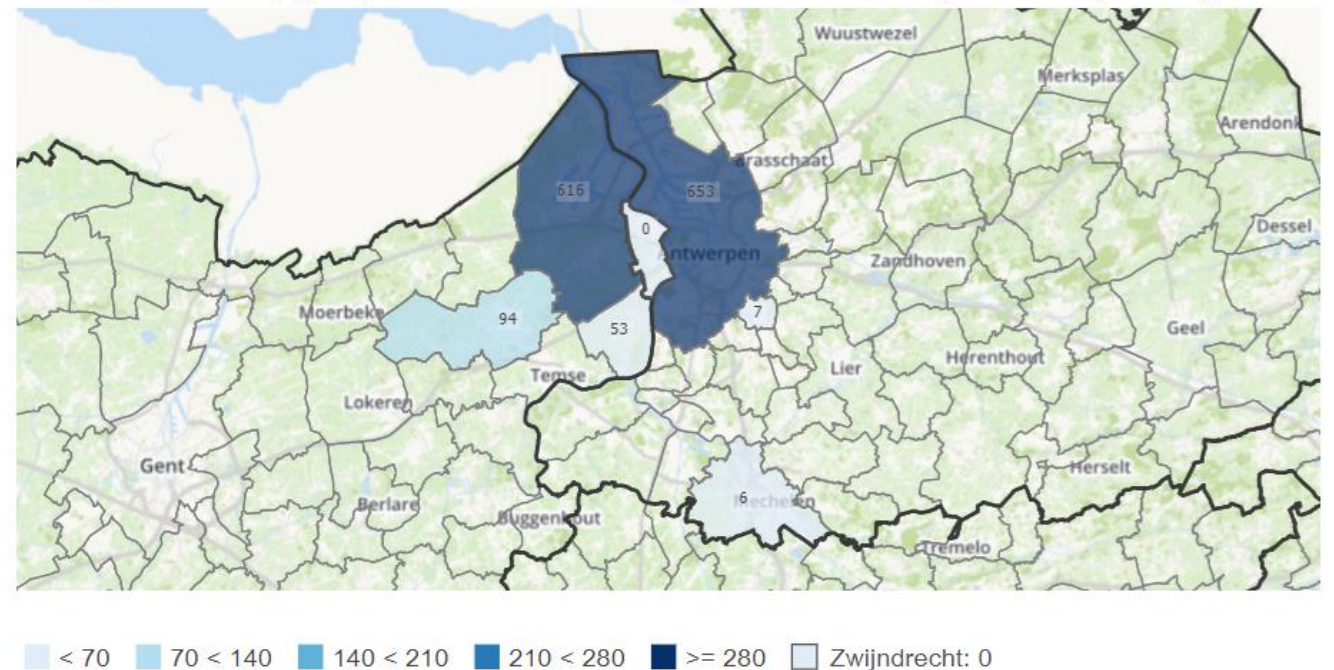 Wuustwezel
Merksplas
Arendonk
Brasschaat
616
653
0
Dessel
Antwerpen
Zandhoven
Moerbeke
94
53
7
Geel
Temse
Lier
Herenthout
Lokeren
Gent
Herselt
Berlare
6
Mechelen
Buggenhout
Tremelo
< 70 70 < 140 140 < 210 210 < 280 >= 280 Zwijndrecht: 0